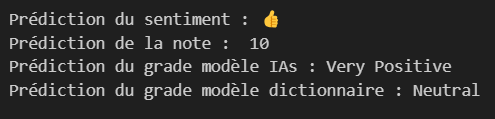 Prédiction du sentiment : 👍
Prédiction de la note :  10
Prédiction du grade modèle IAs : Very Positive
Prédiction du grade modèle dictionnaire : Neutral